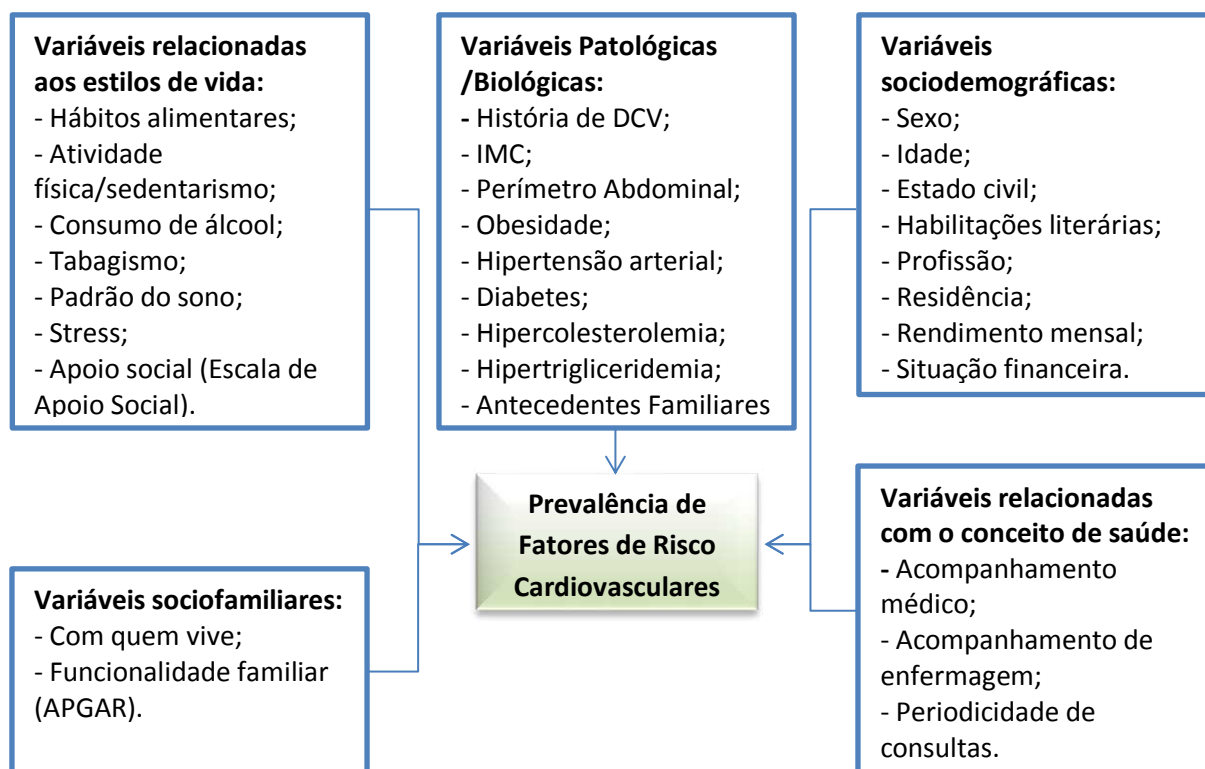 Variáveis relacionadas
aos estilos de vida:
- Hábitos alimentares;
- Atividade
física/sedentarismo;
- Consumo de álcool;
- Tabagismo;
- Padrão do sono;
- Stress;
- Apoio social (Escala de
Apoio Social).
Variáveis Patológicas
/Biológicas:
- História de DCV;
- IMC;
- Perímetro Abdominal;
- Obesidade;
- Hipertensão arterial;
- Diabetes;
- Hipercolesterolemia;
- Hipertrigliceridemia;
- Antecedentes Familiares
Variáveis
sociodemográficas:
- Sexo;
- Idade;
- Estado civil;
- Habilitações literárias;
- Profissão;
- Residência;
- Rendimento mensal;
- Situação financeira.
Prevalência de
Fatores de Risco
Cardiovasculares
Variáveis sociofamiliares:
- Com quem vive;
- Funcionalidade familiar
(APGAR).
Variáveis relacionadas
com o conceito de saúde:
- Acompanhamento
médico;
- Acompanhamento de
enfermagem;
- Periodicidade de
consultas.